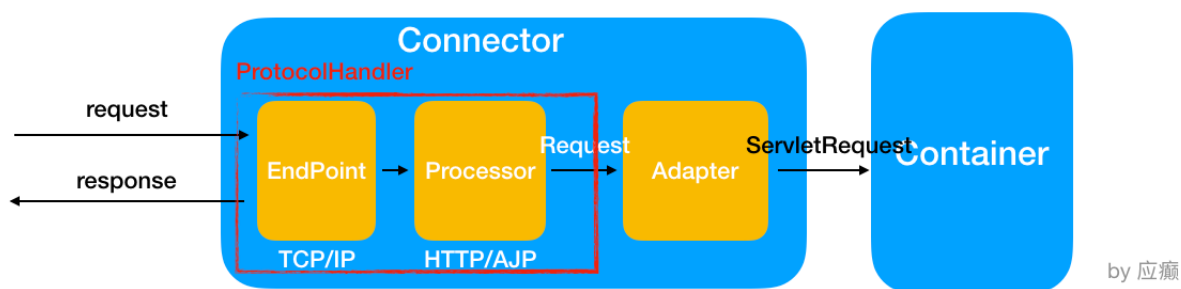 Connector
ProtocolHandler
request
response
EndPoint
Processor
Request
Adapter
ServletRequest
Container
TCP/IP
HTTP/AJP
by 应癫